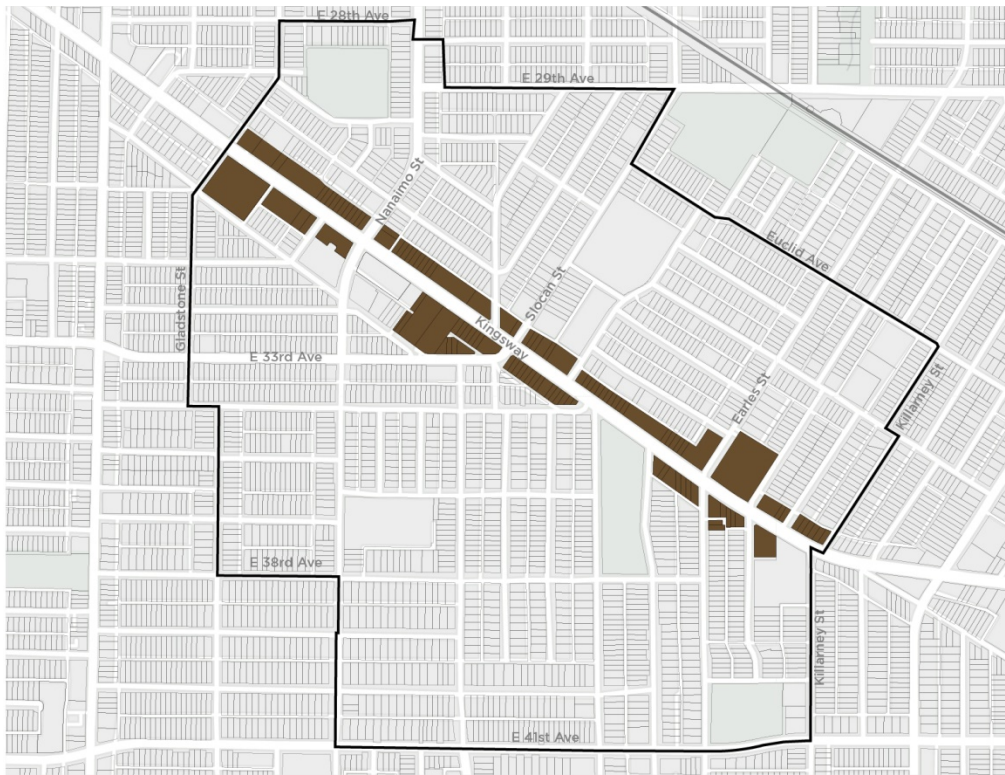 E 28th Ave
E 29th Ave
Nanaimo St
Euclid Ave
Slocan St
Gladstone St
Kingsway
E 33rd Ave
Earles St
Killarney St
E 38th Ave
Killarney St
E 41st Ave